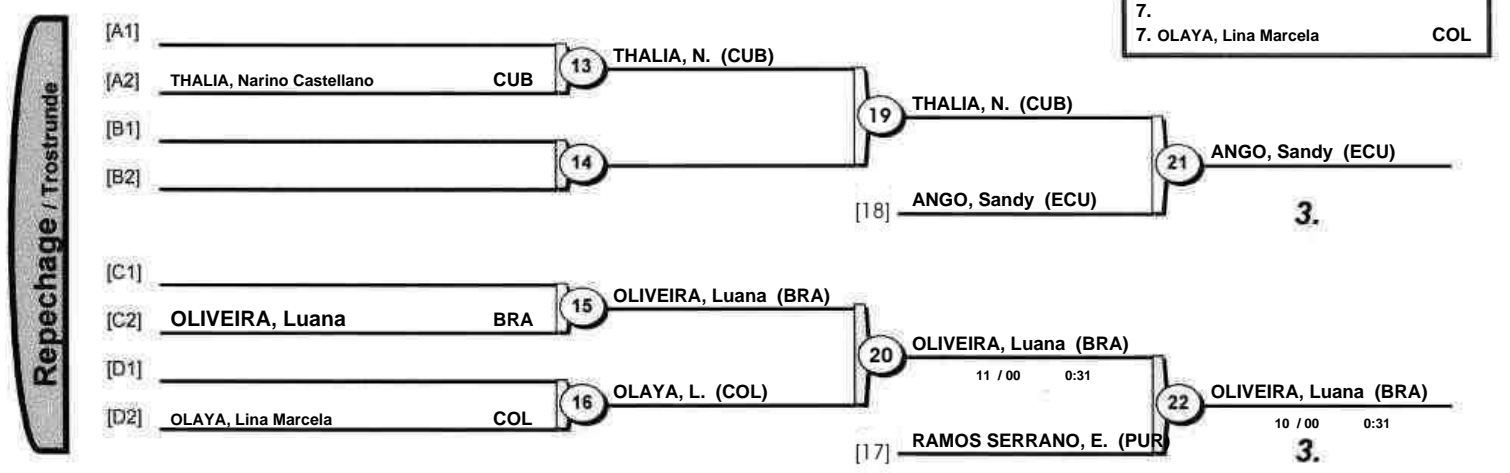 7.
7. OLAYA, Lina Marcela COL
Repechage / Trostrunde
[A1]
[A2] THALIA, Narino Castellano CUB
13 THALIA, N. (CUB)
[B1]
[B2]
14
19 THALIA, N. (CUB)
[18] ANGO, Sandy (ECU)
21 ANGO, Sandy (ECU)
3.
[C1]
[C2] OLIVEIRA, Luana BRA
15 OLIVEIRA, Luana (BRA)
[D1]
[D2] OLAYA, Lina Marcela COL
16 OLAYA, L. (COL)
20 OLIVEIRA, Luana (BRA)
11 / 00 0:31
[17] RAMOS SERRANO, E. (PUR)
22 OLIVEIRA, Luana (BRA)
10 / 00 0:31
3.